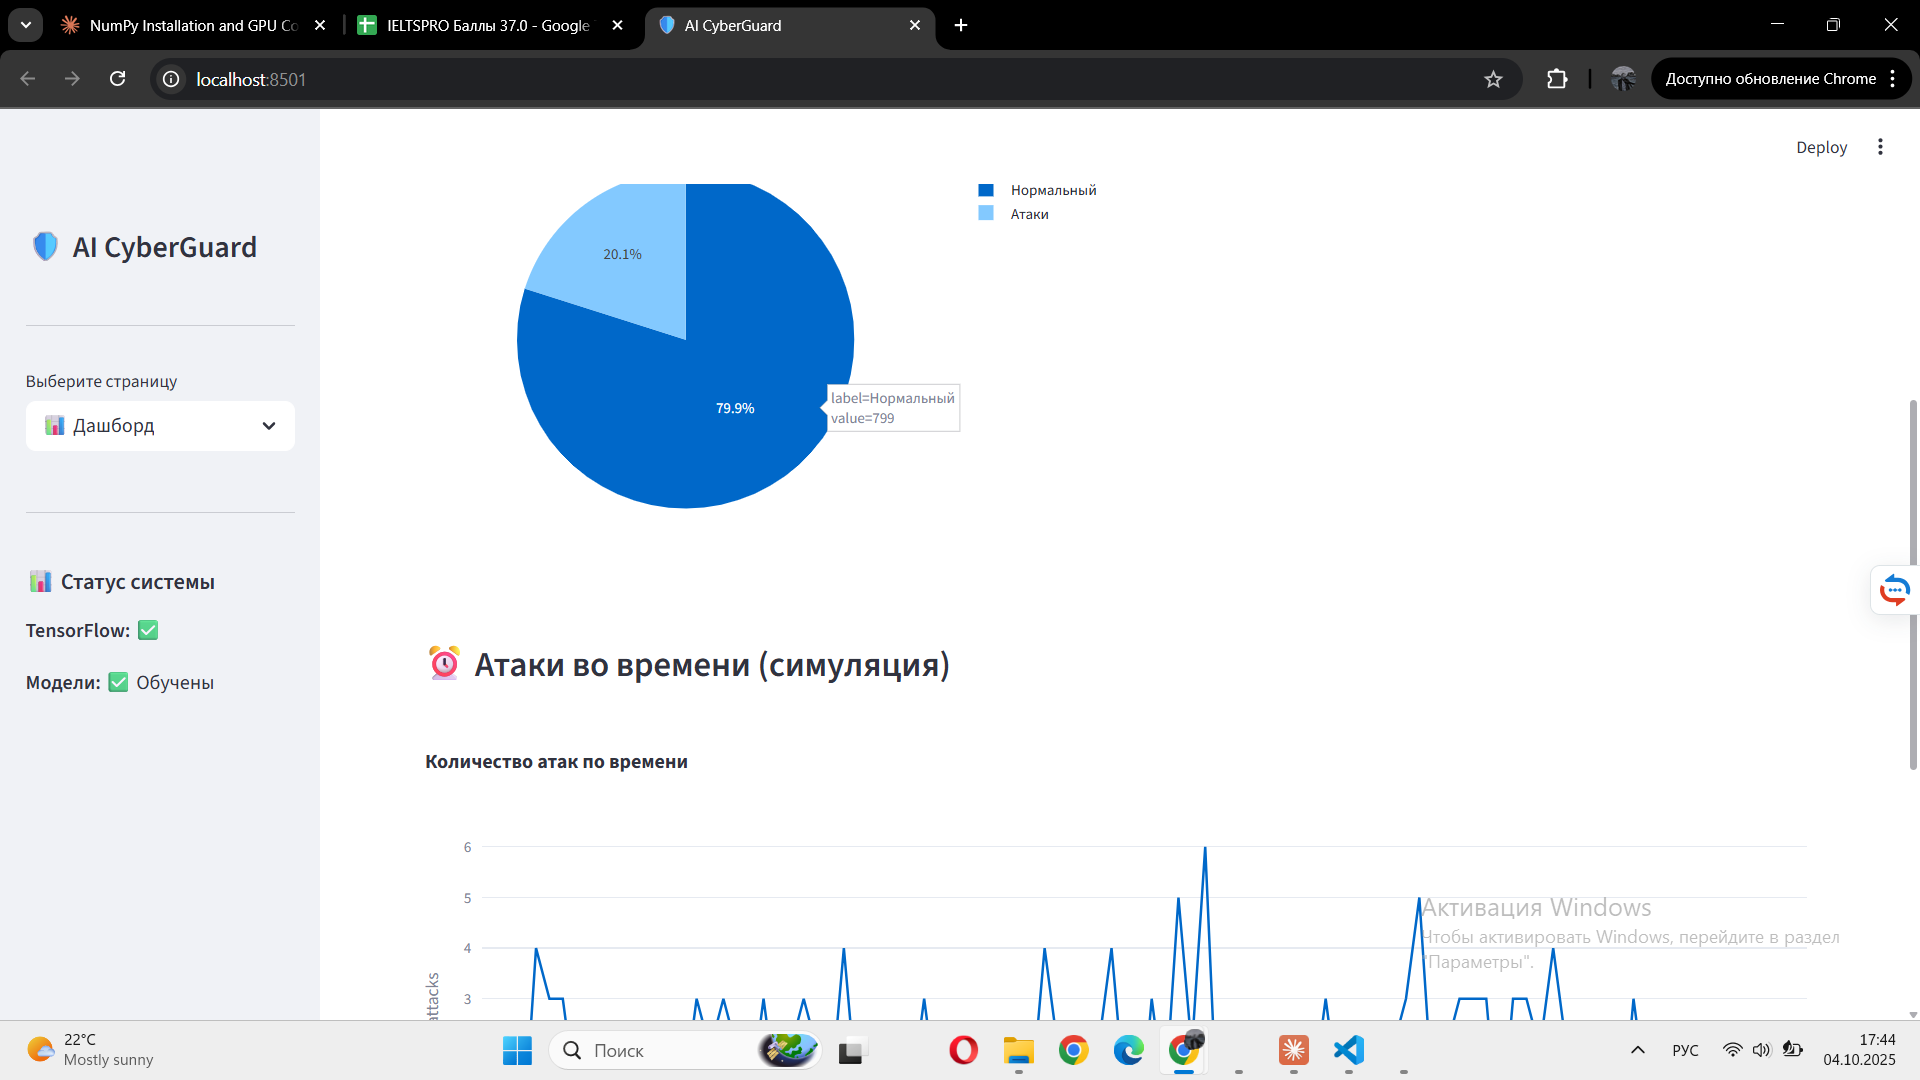 NumPy Installation and GPU Co
IELTSPRO Баллы 37.0 - Google
AI CyberGuard
localhost:8501
Доступно обновление Chrome
Deploy
AI CyberGuard
Выберите страницу
Дашборд
Статус системы
TensorFlow:
Модели: Обучены
Нормальный
Атаки
20.1%
79.9%
label=Нормальный
value=799
Атаки во времени (симуляция)
Количество атак по времени
6
5
4
3
attacks
Активация Windows
Чтобы активировать Windows, перейдите в раздел
"Параметры".
22°C
Mostly sunny
Поиск
РУС
17:44
04.10.2025